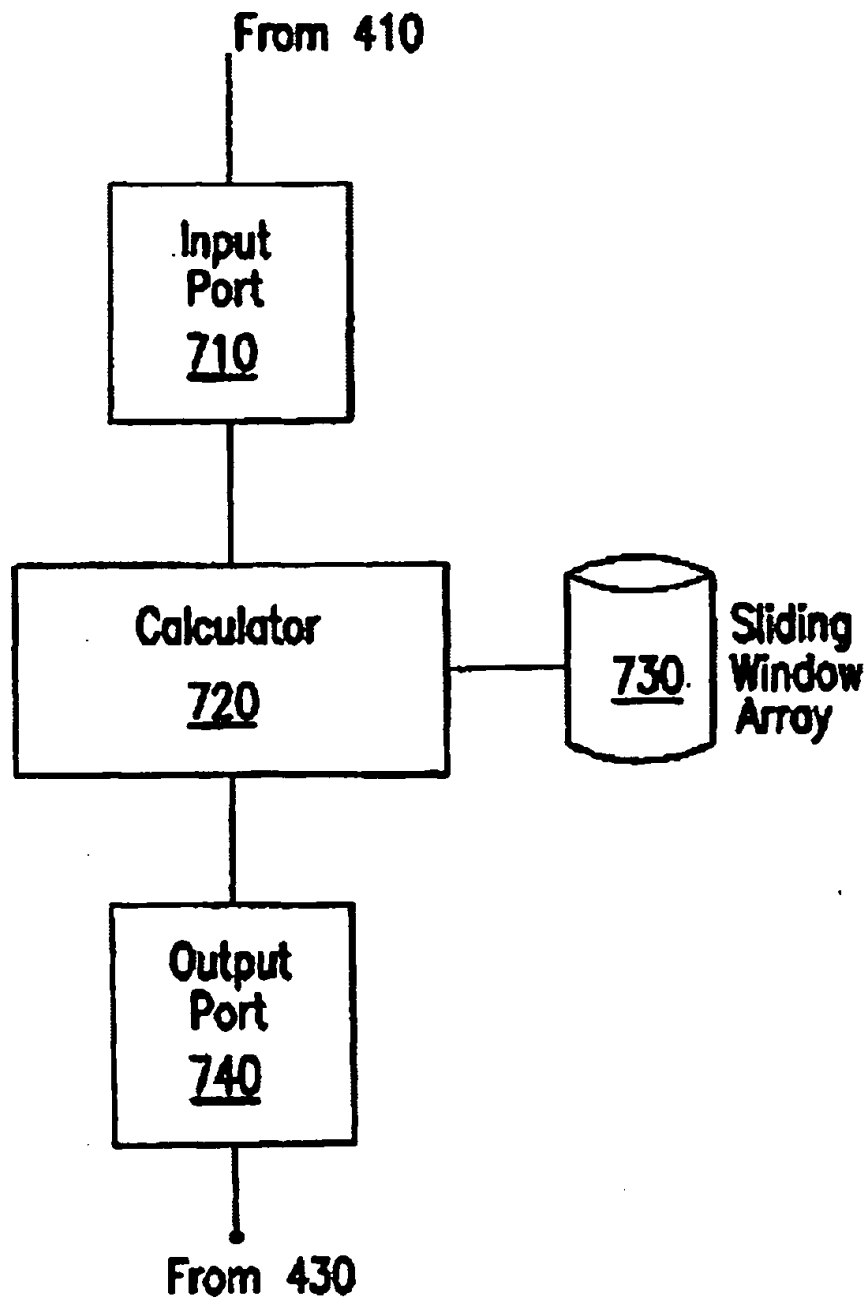 From 410
Input
Port
710
Calculator
720
730
Sliding
Window
Array
Output
Port
740
From 430